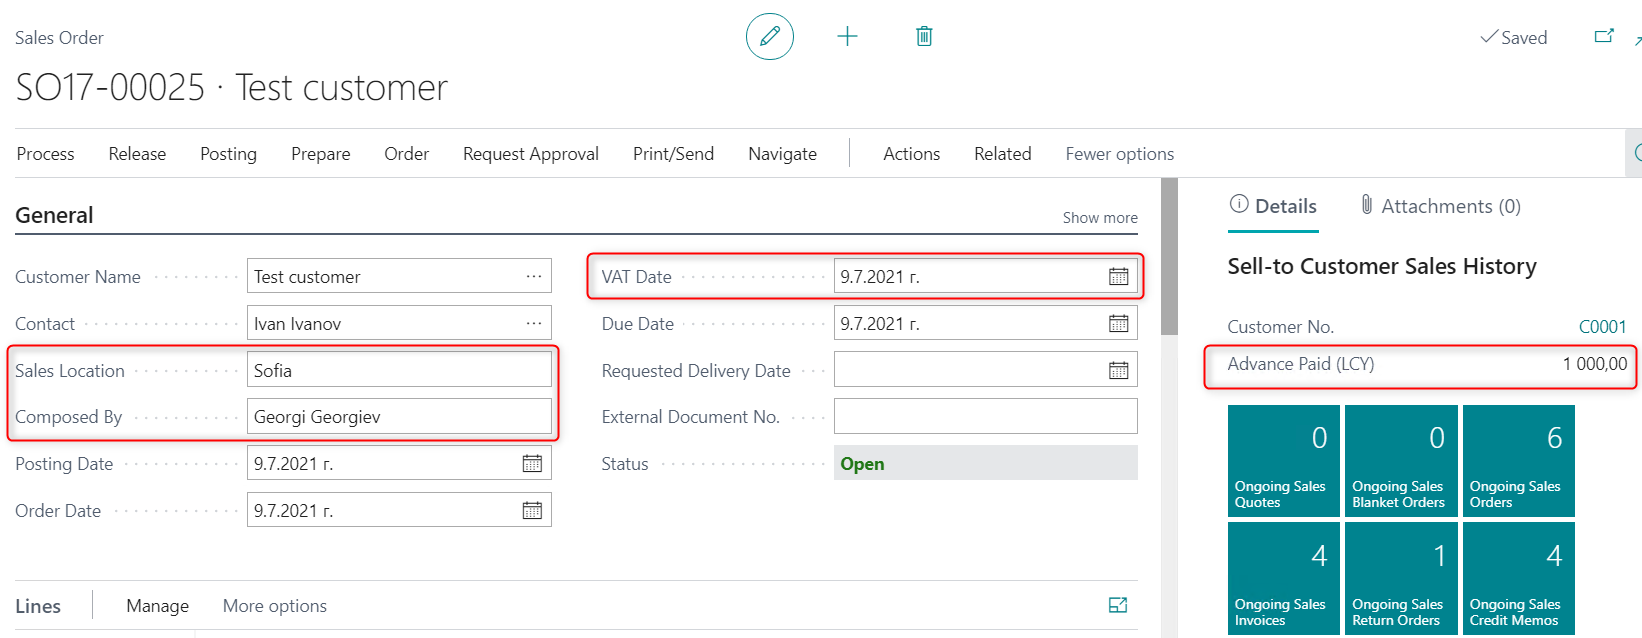 Sales Order
Saved
SO17-00025 · Test customer
Process Release Posting Prepare Order Request Approval Print/Send Navigate Actions Related Fewer options
General
Show more
Customer Name Test customer
Contact Ivan Ivanov
Sales Location Sofia
Composed By Georgi Georgiev
Posting Date 9.7.2021 г.
Order Date 9.7.2021 г.
VAT Date 9.7.2021 г.
Due Date 9.7.2021 г.
Requested Delivery Date
External Document No.
Status Open
Lines Manage More options
Details Attachments (0)
Sell-to Customer Sales History
Customer No. C0001
Advance Paid (LCY) 1 000,00
0
Ongoing Sales
Quotes
0
Ongoing Sales
Blanket Orders
6
Ongoing Sales
Orders
4
Ongoing Sales
Invoices
1
Ongoing Sales
Return Orders
4
Ongoing Sales
Credit Memos